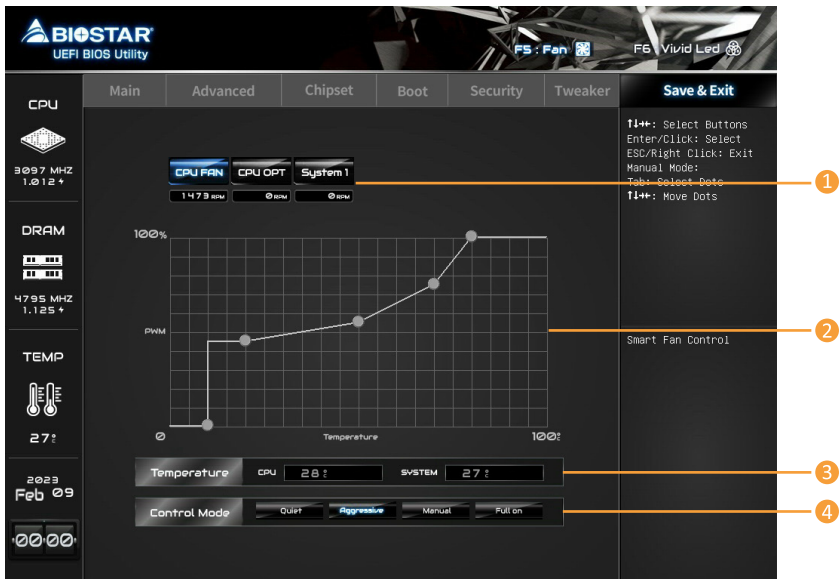 BIOSTAR®
UEFI BIOS Utility
F5 : Fan
F6 Vivid Led
Main
Advanced
Chipset
Boot
Security
Tweaker
Save & Exit
CPU
3097 MHZ
1.012
DRAM
4795 MHZ
1.125
TEMP
27°C
2023
Feb 09
00:00
CPU FAN
CPU OPT
System 1
1473 RPM
0 RPM
0 RPM
100%
PWM
0
Temperature
100°C
Temperature
CPU
28°C
SYSTEM
27°C
Control Mode
Quiet
Aggressive
Manual
Full on
↑↓→←: Select Buttons
Enter/Click: Select
ESC/Right Click: Exit
Manual Mode:
Tab: Select Dots
↑↓→←: Move Dots
Smart Fan Control
1
2
3
4